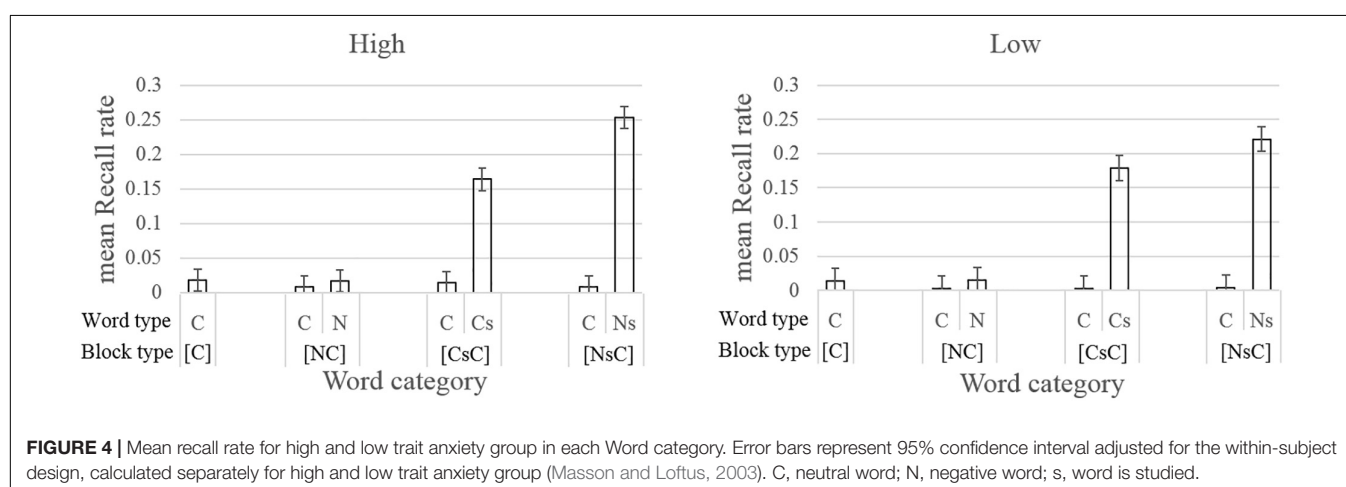 High
mean Recall rate
0.3
0.25
0.2
0.15
0.1
0.05
0
Word type C C N C Cs C Ns
Block type [C] [NC] [CsC] [NsC]
Word category
Low
mean Recall rate
0.3
0.25
0.2
0.15
0.1
0.05
0
Word type C C N C Cs C Ns
Block type [C] [NC] [CsC] [NsC]
Word category
FIGURE 4 | Mean recall rate for high and low trait anxiety group in each Word category. Error bars represent 95% confidence interval adjusted for the within-subject
design, calculated separately for high and low trait anxiety group (Masson and Loftus, 2003). C, neutral word; N, negative word; s, word is studied.